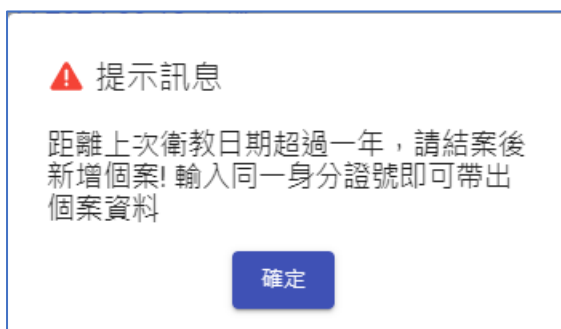 提示訊息
距離上次衛教日期超過一年，請結案後
新增個案! 輸入同一身分證號即可帶出
個案資料
確定